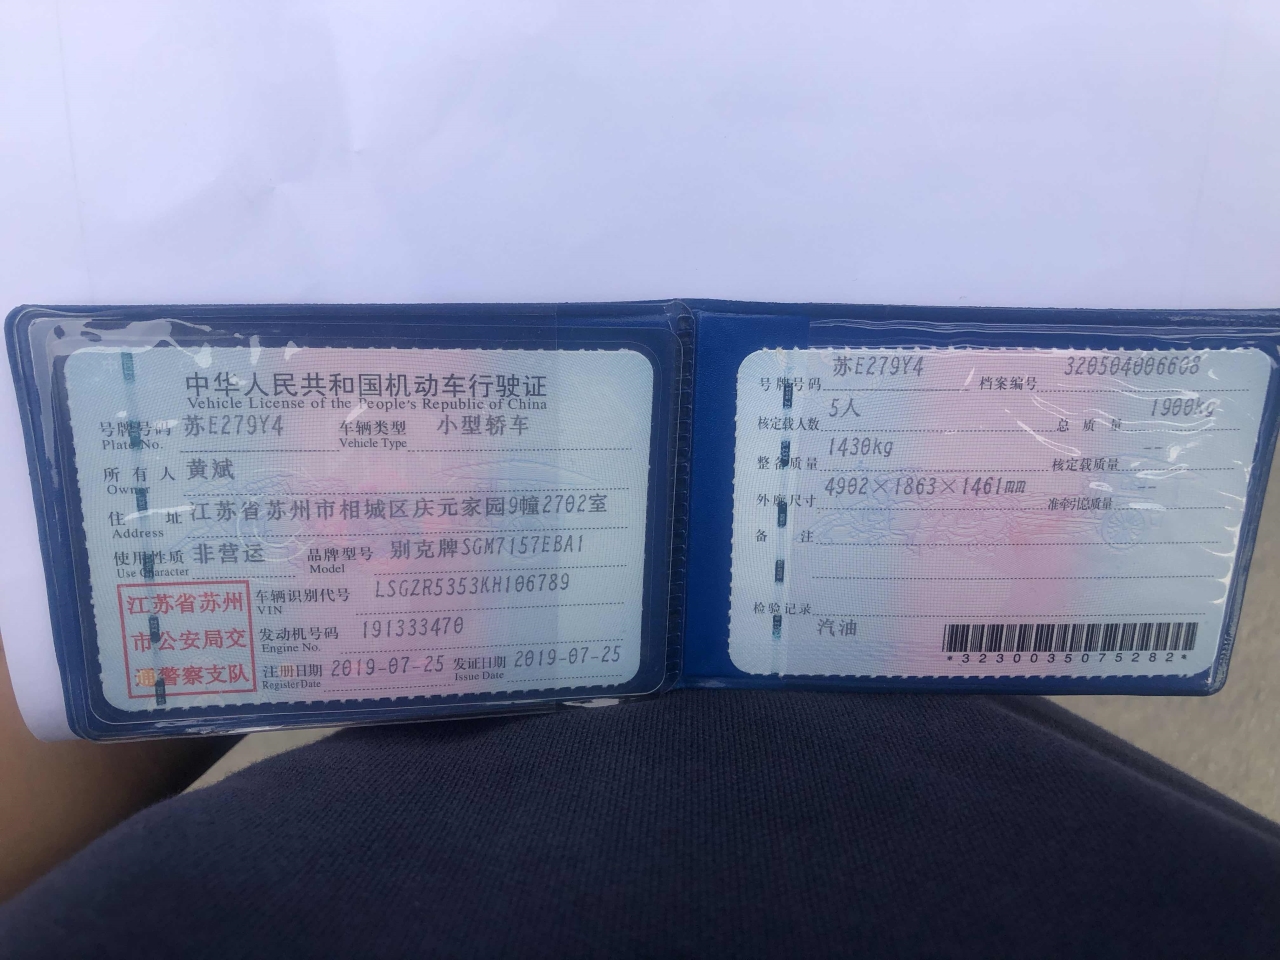 中华人民共和国机动车行驶证
Vehicle License of the People's Republic of China
号牌号码 苏E279Y4 车辆类型 小型轿车
Plate No. Vehicle Type
所有人 黄斌
Owner
住址 江苏省苏州市相城区庆元家园9幢2702室
Address
使用性质 非营运 品牌型号 别克牌SGM7157EBA1
Use Character Model
江苏省苏州
市公安局交
通警察支队
车辆识别代号 LSGZR5353KH106789
VIN
发动机号码 191333470
Engine No.
注册日期 2019-07-25 发证日期 2019-07-25
Register Date Issue Date
号牌号码 苏E279Y4 档案编号 320504006608
核定载人数 5人 总质量 1900kg
整备质量 1430kg 核定载质量 --
外廓尺寸 4902×1863×1461mm 准牵引总质量 --
备注
检验记录
汽油
*3230035075282*